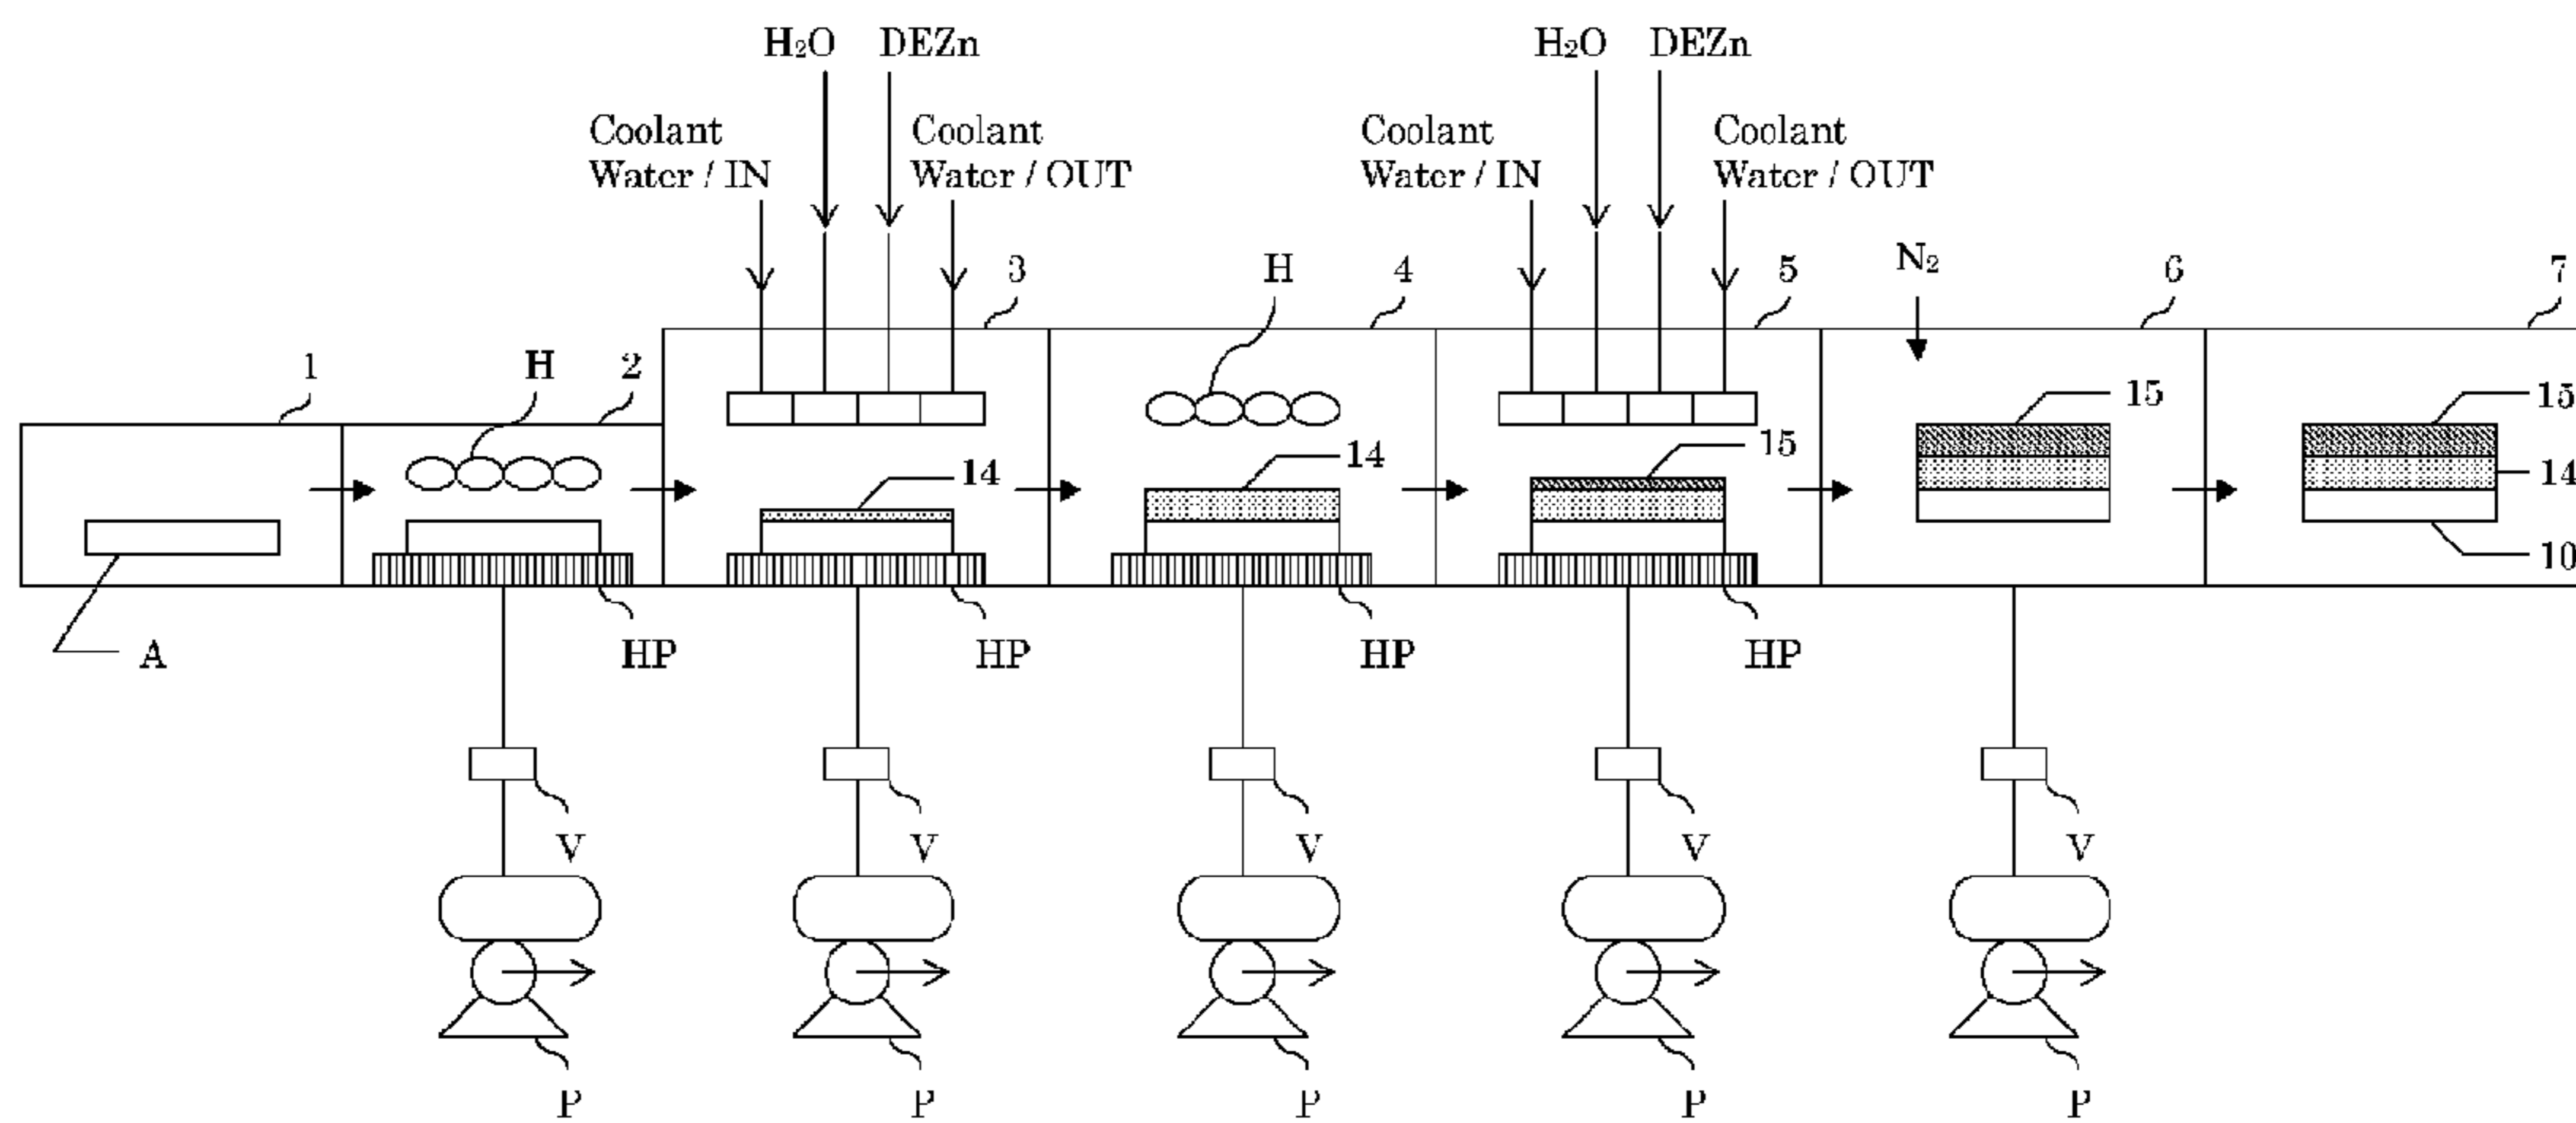 H₂O DEZn H₂O DEZn
Coolant Water / IN
Coolant Water / OUT
Coolant Water / IN
Coolant Water / OUT
H 3 H 4 5 N₂ 6 7
1 H 2
14 14 15 15 15
14
10
A HP HP HP HP
V V V V V
P P P P P